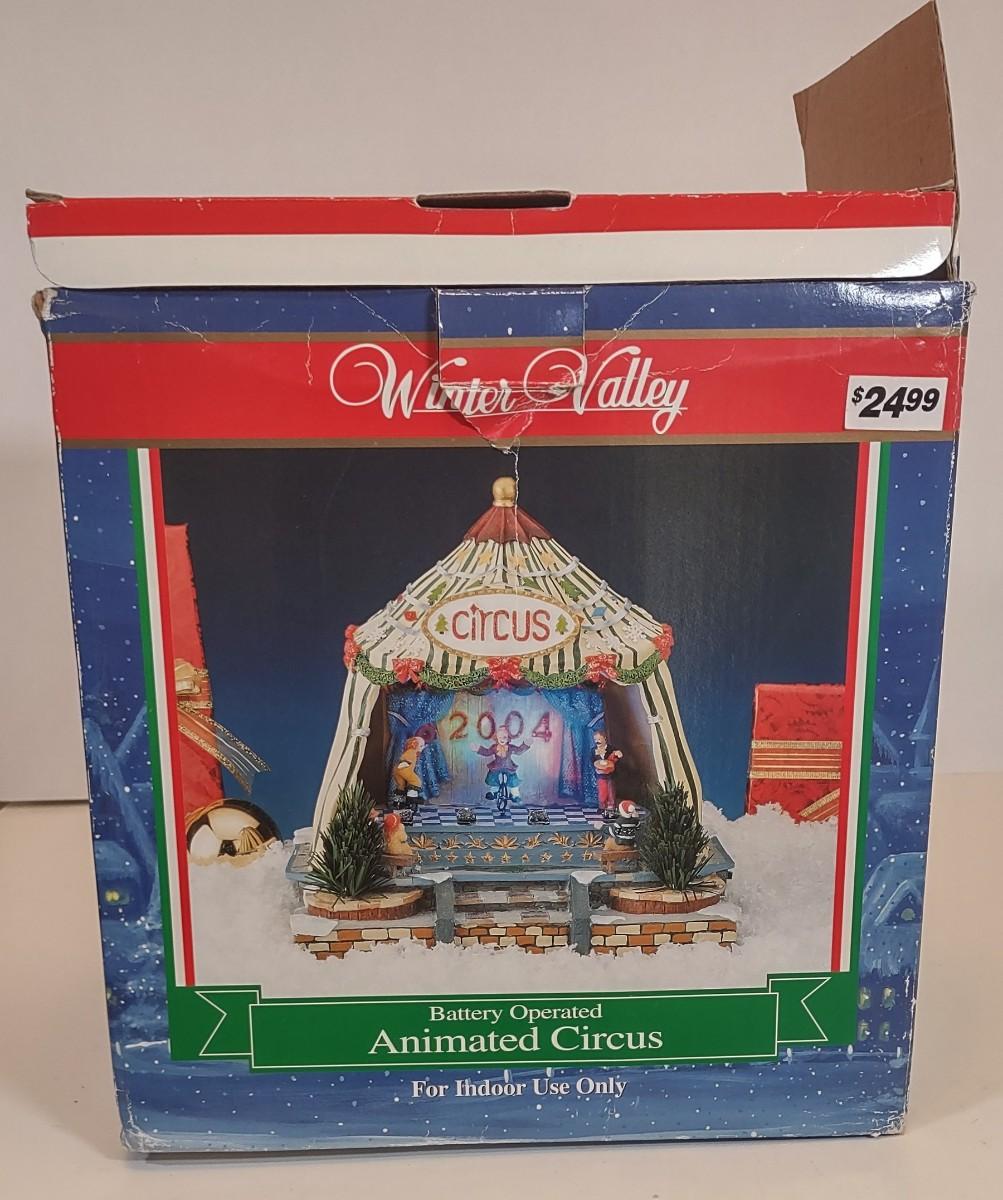 Winter Valley
$24.99
CIRCUS
2004
Battery Operated
Animated Circus
For Indoor Use Only